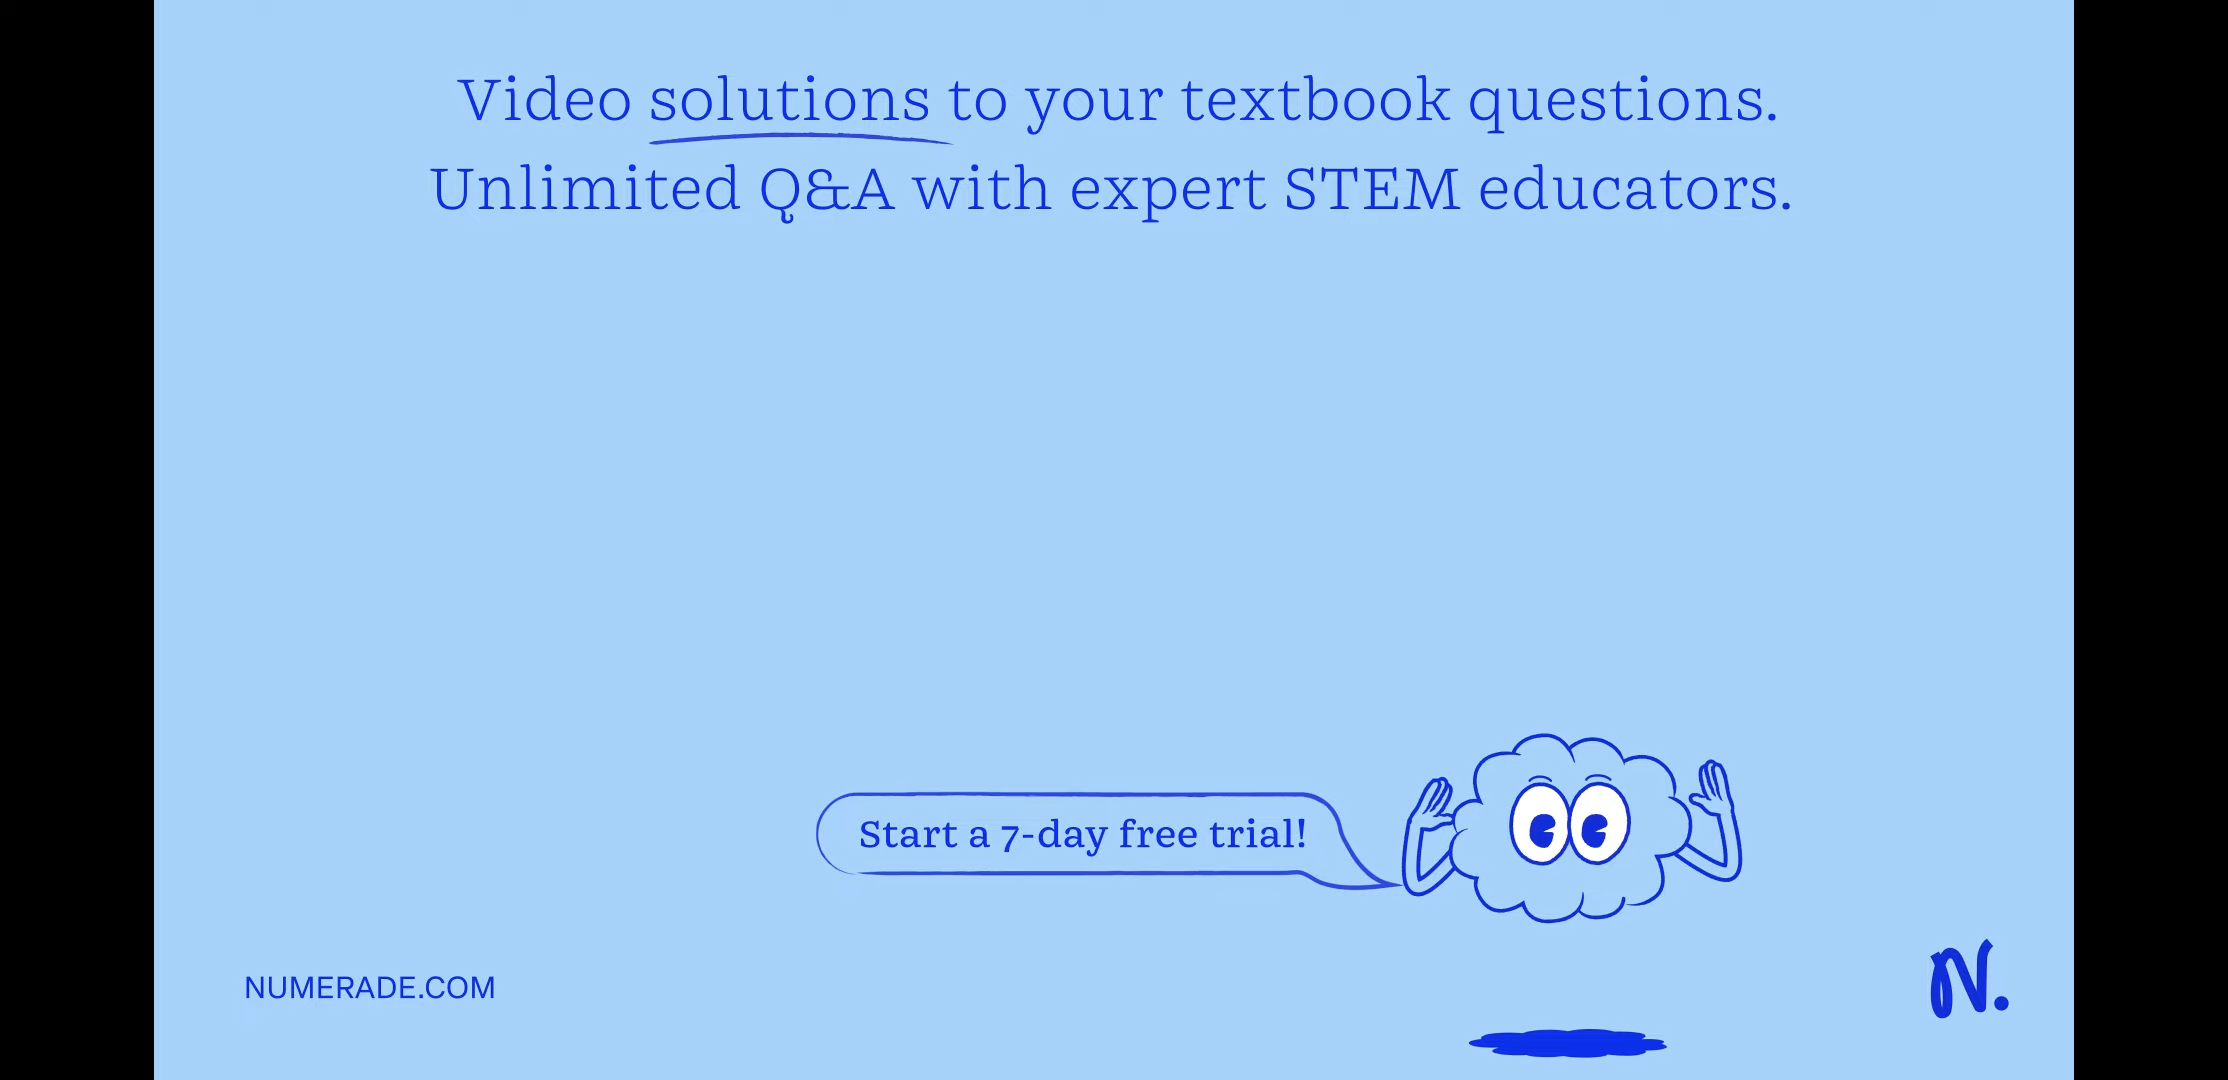 Video solutions to your textbook questions.
Unlimited Q&A with expert STEM educators.
Start a 7-day free trial!
NUMERADE.COM
N.